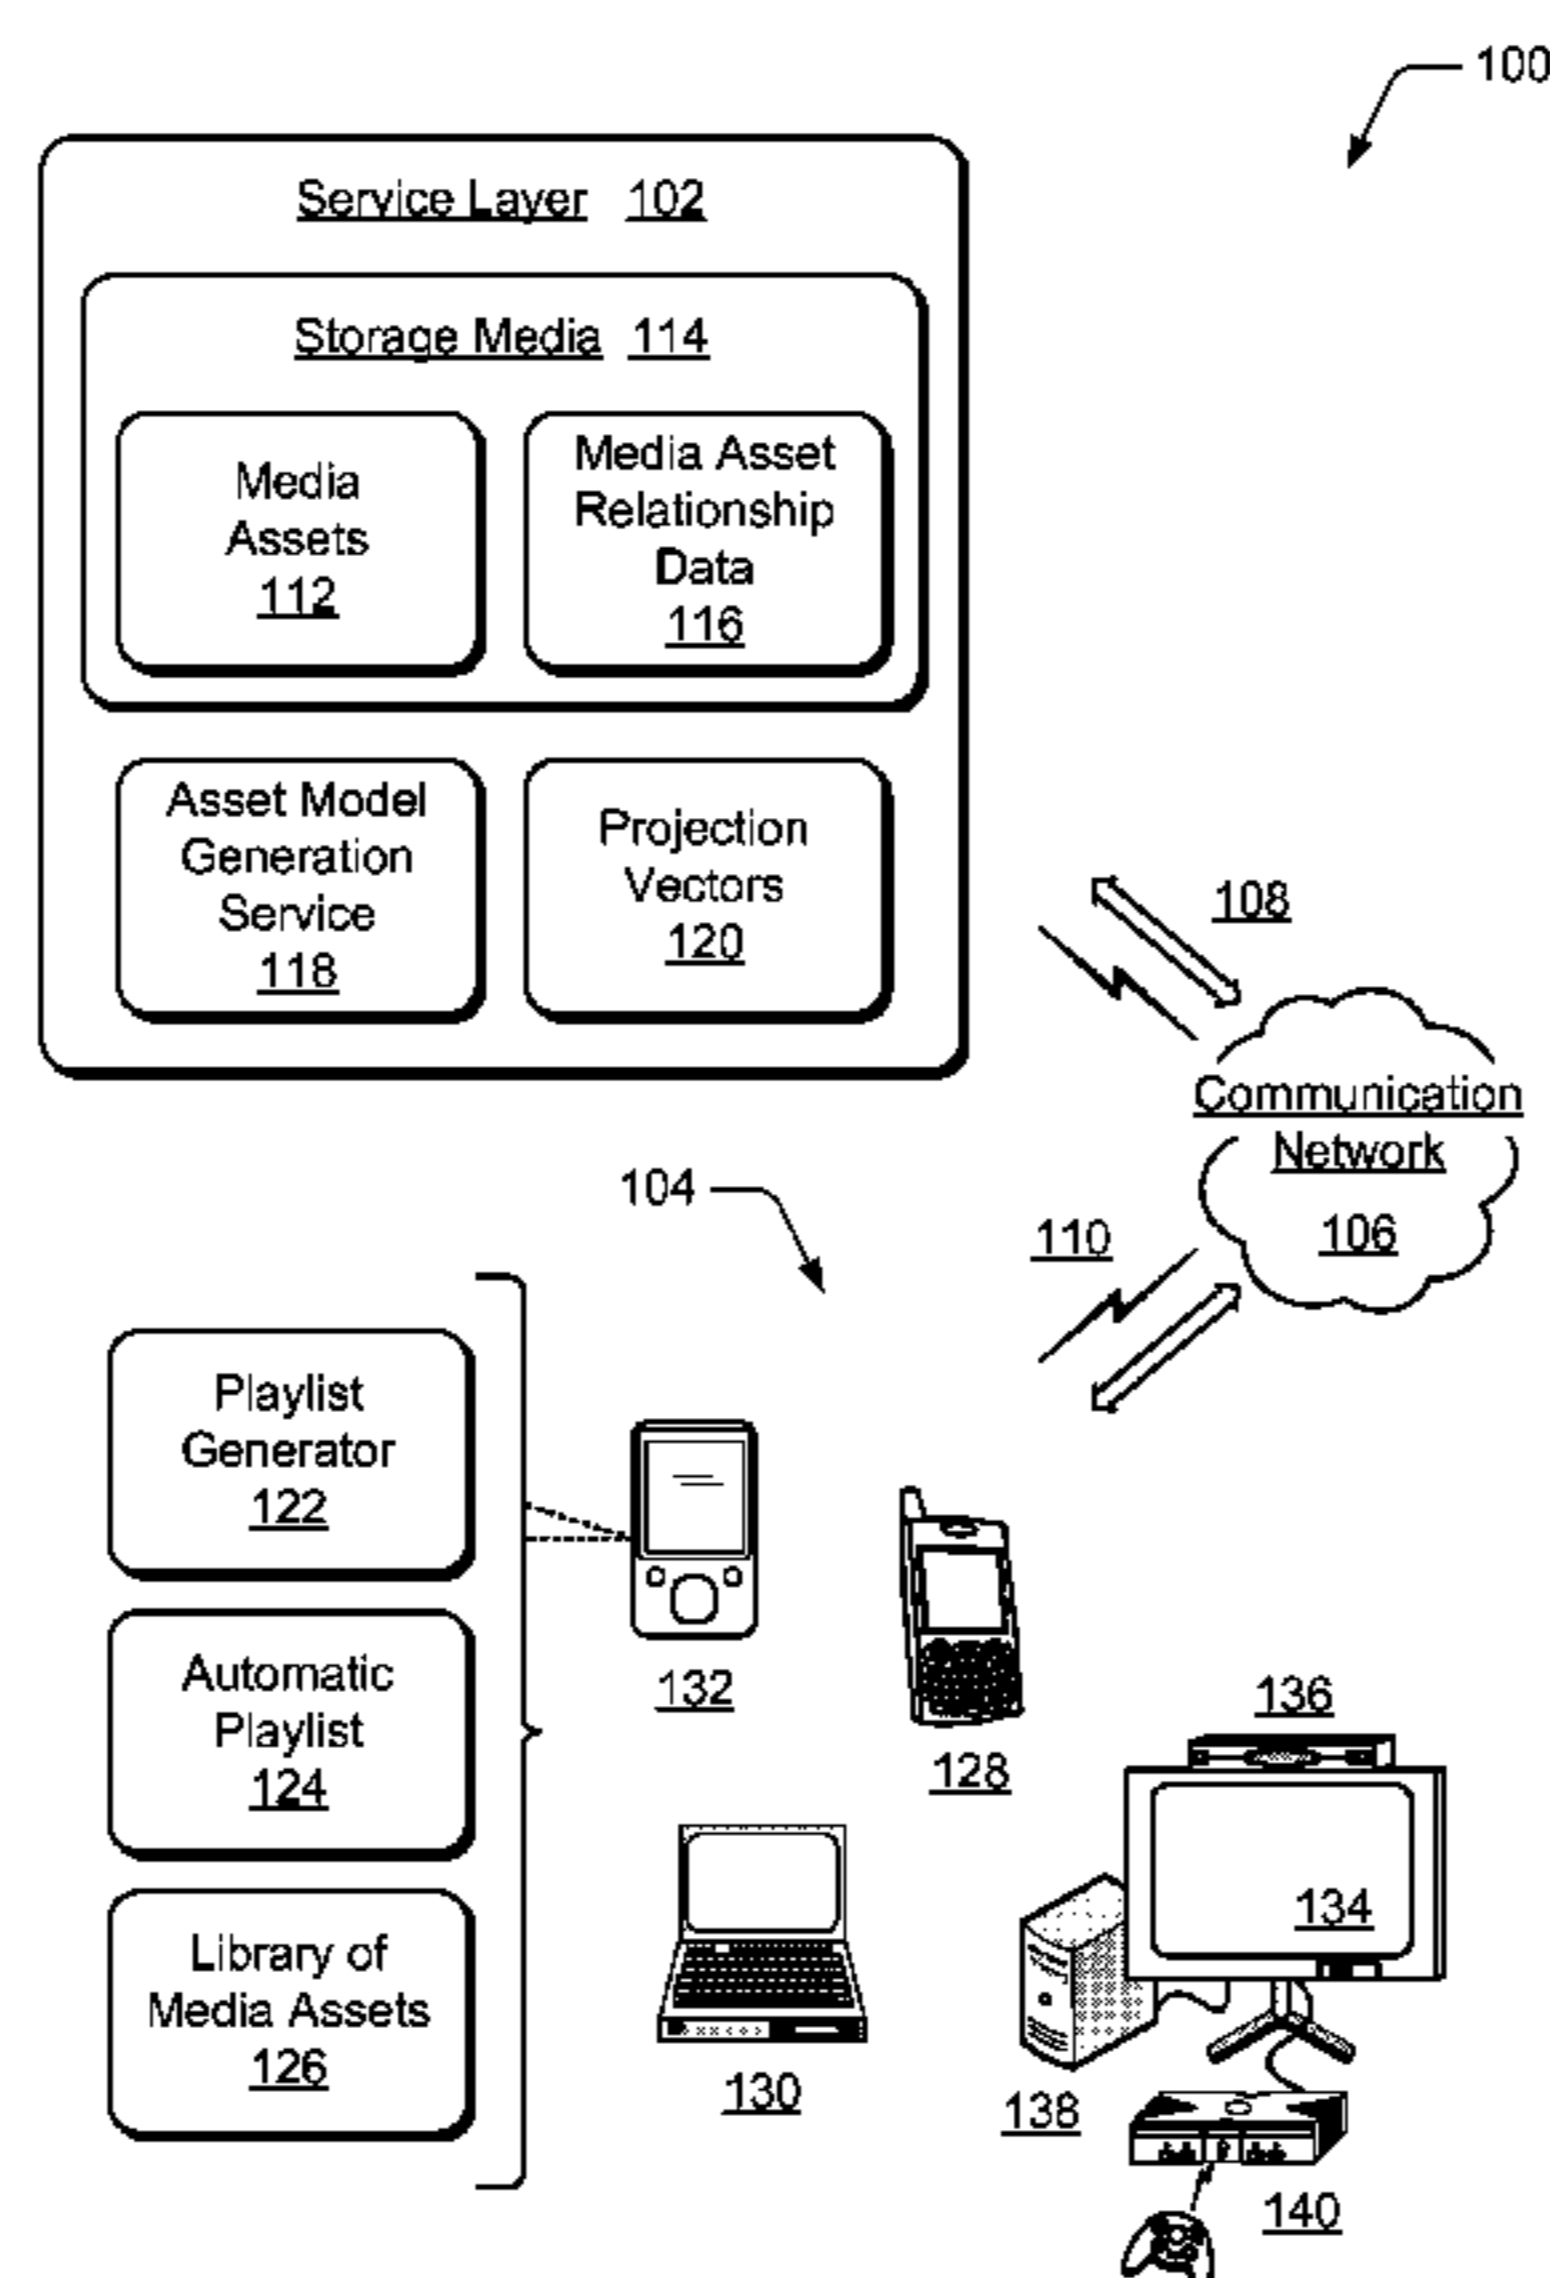 100
Service Layer 102
Storage Media 114
Media
Assets
112
Media Asset
Relationship
Data
116
Asset Model
Generation
Service
118
Projection
Vectors
120
108
Communication
Network
106
104
110
Playlist
Generator
122
Automatic
Playlist
124
Library of
Media Assets
126
132
128
136
134
130
138
140